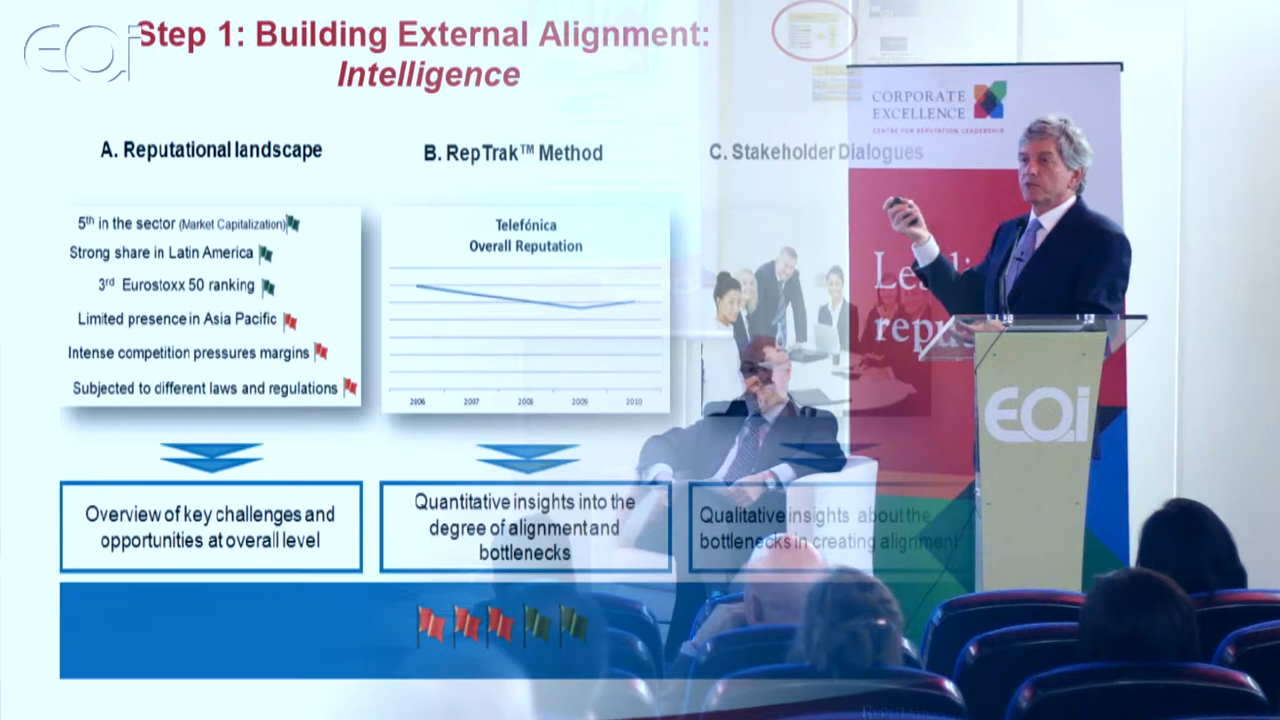 EOi
Step 1: Building External Alignment:
Intelligence
A. Reputational landscape
B. RepTrak™ Method
C. Stakeholder Dialogues
5th in the sector (Market Capitalization)
Strong share in Latin America
3rd Eurostoxx 50 ranking
Limited presence in Asia Pacific
Intense competition pressures margins
Subjected to different laws and regulations
Telefónica
Overall Reputation
2006 2007 2008 2009 2010
Overview of key challenges and
opportunities at overall level
Quantitative insights into the
degree of alignment and
bottlenecks
Qualitative insights about the
bottlenecks in creating alignment
CORPORATE
EXCELLENCE
CENTRE FOR REPUTATION LEADERSHIP
EOi